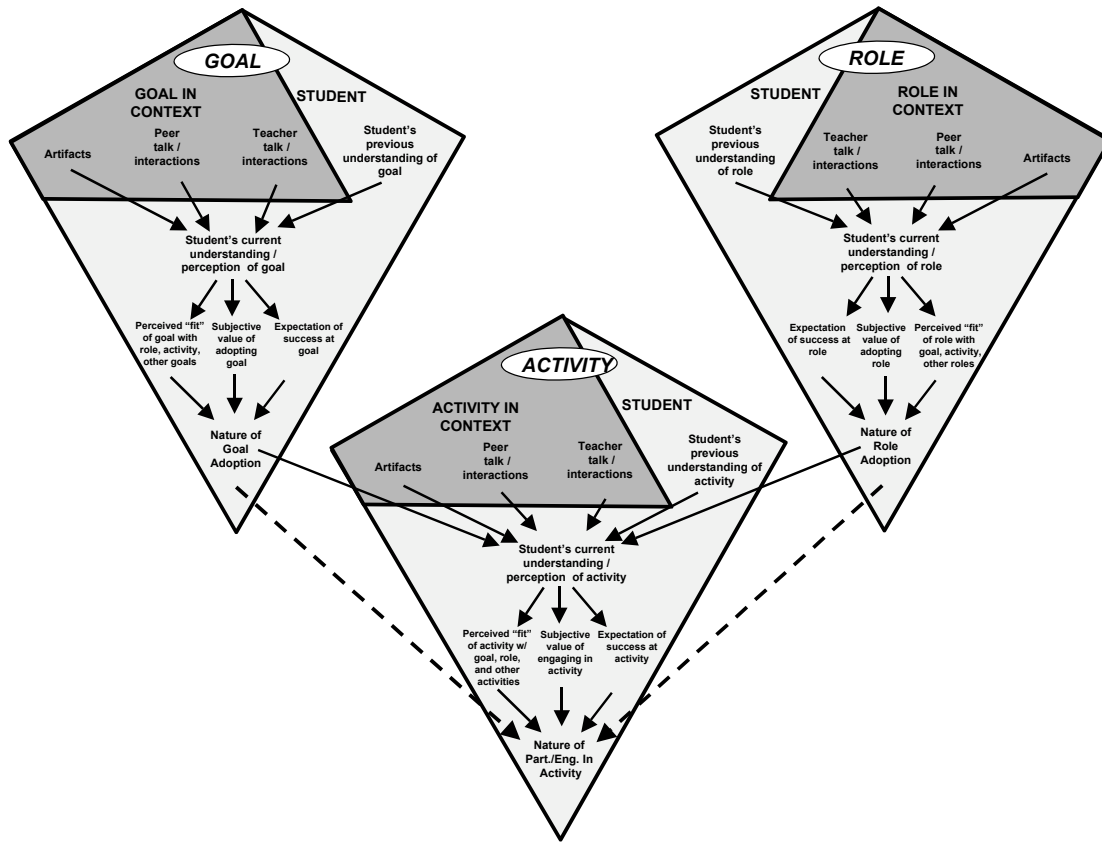 GOAL
GOAL IN
CONTEXT
STUDENT
Artifacts
Peer
talk /
interactions
Teacher
talk /
interactions
Student's
previous
understanding of
goal
Student's current
understanding /
perception of goal
Perceived “fit”
of goal with
role, activity,
other goals
Subjective
value of
adopting
goal
Expectation of
success at
goal
Nature of
Goal
Adoption
ROLE
STUDENT
ROLE IN
CONTEXT
Student's
previous
understanding
of role
Teacher
talk /
interactions
Peer
talk /
interactions
Artifacts
Student's current
understanding /
perception of role
Expectation
of success at
role
Subjective
value of
adopting
role
Perceived “fit”
of role with
goal, activity,
other roles
Nature of
Role
Adoption
ACTIVITY
ACTIVITY IN
CONTEXT
STUDENT
Artifacts
Peer
talk /
interactions
Teacher
talk /
interactions
Student's
previous
understanding of
activity
Student's current
understanding /
perception of activity
Perceived “fit”
of activity w/
goal, role,
and other
activities
Subjective
value of
engaging in
activity
Expectation of
success at
activity
Nature of
Part./Eng. In
Activity